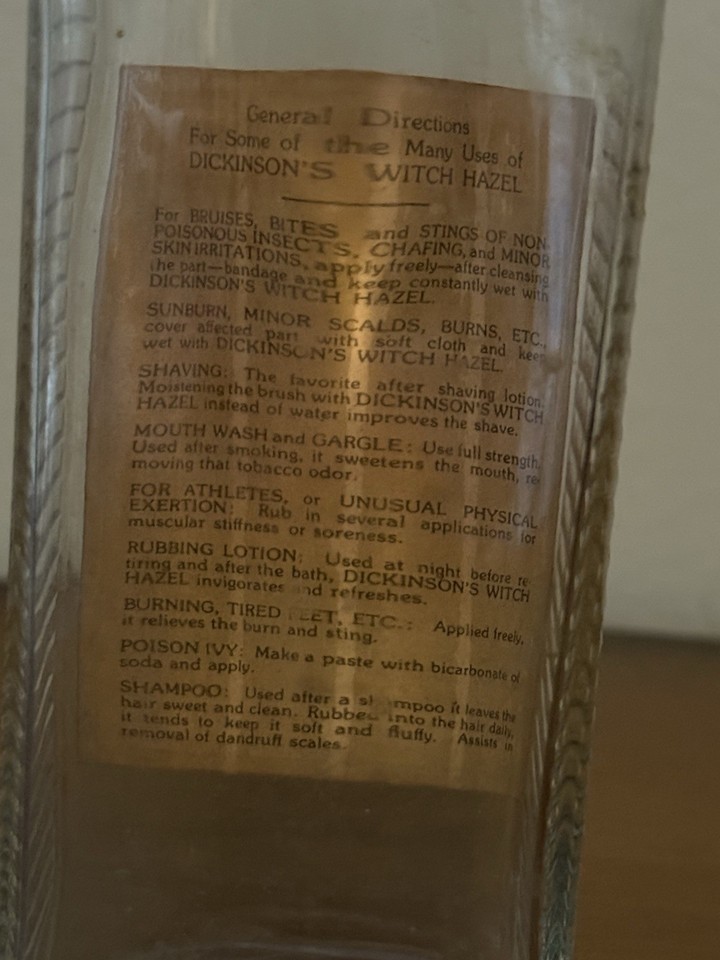 General Directions
For Some of the Many Uses of
DICKINSON'S WITCH HAZEL
For BRUISES, BITES and STINGS OF NON-
POISONOUS INSECTS, CHAFING, and MINOR
SKIN IRRITATIONS, apply freely—after cleansing
the part—bandage and keep constantly wet with
DICKINSON'S WITCH HAZEL.
SUNBURN, MINOR SCALDS, BURNS, ETC.,
cover affected part with soft cloth and keep
wet with DICKINSON'S WITCH HAZEL.
SHAVING: The favorite after shaving lotion.
Moistening the brush with DICKINSON'S WITCH
HAZEL instead of water improves the shave.
MOUTH WASH and GARGLE: Use full strength.
Used after smoking, it sweetens the mouth, re-
moving that tobacco odor.
FOR ATHLETES, or UNUSUAL PHYSICAL
EXERTION: Rub in several applications for
muscular stiffness or soreness.
RUBBING LOTION: Used at night before re-
tiring and after the bath, DICKINSON'S WITCH
HAZEL invigorates and refreshes.
BURNING, TIRED FEET, ETC.: Applied freely,
it relieves the burn and sting.
POISON IVY: Make a paste with bicarbonate of
soda and apply.
SHAMPOO: Used after a shampoo it leaves the
hair sweet and clean. Rubbed into the hair daily,
it tends to keep it soft and fluffy. Assists in
removal of dandruff scales.